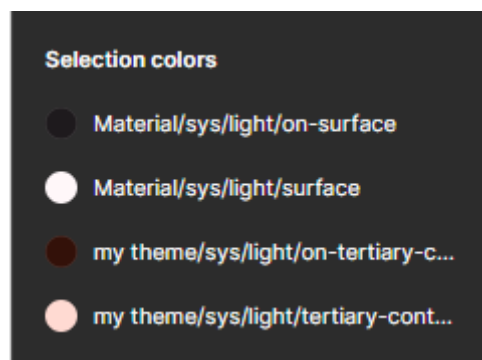 Selection colors
Material/sys/light/on-surface
Material/sys/light/surface
my theme/sys/light/on-tertiary-c...
my theme/sys/light/tertiary-cont...